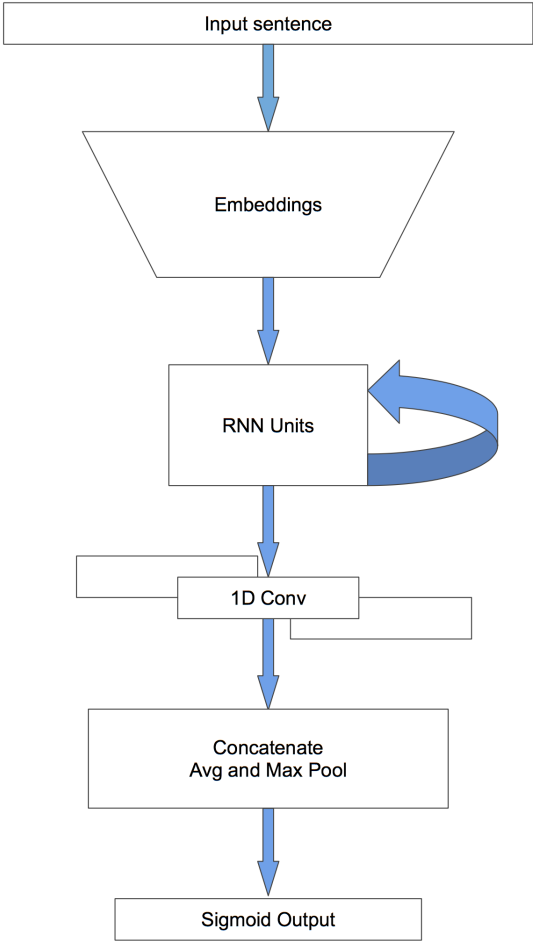 Input sentence
Embeddings
RNN Units
1D Conv
Concatenate
Avg and Max Pool
Sigmoid Output